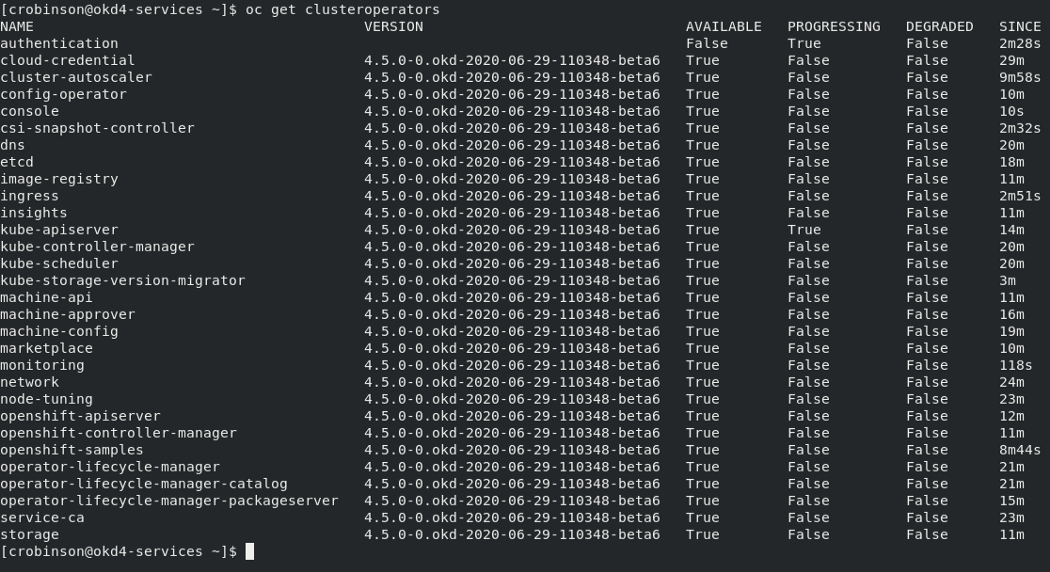 [crobinson@okd4-services ~]$ oc get clusteroperators
NAME VERSION AVAILABLE PROGRESSING DEGRADED SINCE
authentication False True False 2m28s
cloud-credential 4.5.0-0.okd-2020-06-29-110348-beta6 True False False 29m
cluster-autoscaler 4.5.0-0.okd-2020-06-29-110348-beta6 True False False 9m58s
config-operator 4.5.0-0.okd-2020-06-29-110348-beta6 True False False 10m
console 4.5.0-0.okd-2020-06-29-110348-beta6 True False False 10s
csi-snapshot-controller 4.5.0-0.okd-2020-06-29-110348-beta6 True False False 2m32s
dns 4.5.0-0.okd-2020-06-29-110348-beta6 True False False 20m
etcd 4.5.0-0.okd-2020-06-29-110348-beta6 True False False 18m
image-registry 4.5.0-0.okd-2020-06-29-110348-beta6 True False False 11m
ingress 4.5.0-0.okd-2020-06-29-110348-beta6 True False False 2m51s
insights 4.5.0-0.okd-2020-06-29-110348-beta6 True False False 11m
kube-apiserver 4.5.0-0.okd-2020-06-29-110348-beta6 True True False 14m
kube-controller-manager 4.5.0-0.okd-2020-06-29-110348-beta6 True False False 20m
kube-scheduler 4.5.0-0.okd-2020-06-29-110348-beta6 True False False 20m
kube-storage-version-migrator 4.5.0-0.okd-2020-06-29-110348-beta6 True False False 3m
machine-api 4.5.0-0.okd-2020-06-29-110348-beta6 True False False 11m
machine-approver 4.5.0-0.okd-2020-06-29-110348-beta6 True False False 16m
machine-config 4.5.0-0.okd-2020-06-29-110348-beta6 True False False 19m
marketplace 4.5.0-0.okd-2020-06-29-110348-beta6 True False False 10m
monitoring 4.5.0-0.okd-2020-06-29-110348-beta6 True False False 118s
network 4.5.0-0.okd-2020-06-29-110348-beta6 True False False 24m
node-tuning 4.5.0-0.okd-2020-06-29-110348-beta6 True False False 23m
openshift-apiserver 4.5.0-0.okd-2020-06-29-110348-beta6 True False False 12m
openshift-controller-manager 4.5.0-0.okd-2020-06-29-110348-beta6 True False False 11m
openshift-samples 4.5.0-0.okd-2020-06-29-110348-beta6 True False False 8m44s
operator-lifecycle-manager 4.5.0-0.okd-2020-06-29-110348-beta6 True False False 21m
operator-lifecycle-manager-catalog 4.5.0-0.okd-2020-06-29-110348-beta6 True False False 21m
operator-lifecycle-manager-packageserver 4.5.0-0.okd-2020-06-29-110348-beta6 True False False 15m
service-ca 4.5.0-0.okd-2020-06-29-110348-beta6 True False False 23m
storage 4.5.0-0.okd-2020-06-29-110348-beta6 True False False 11m
[crobinson@okd4-services ~]$